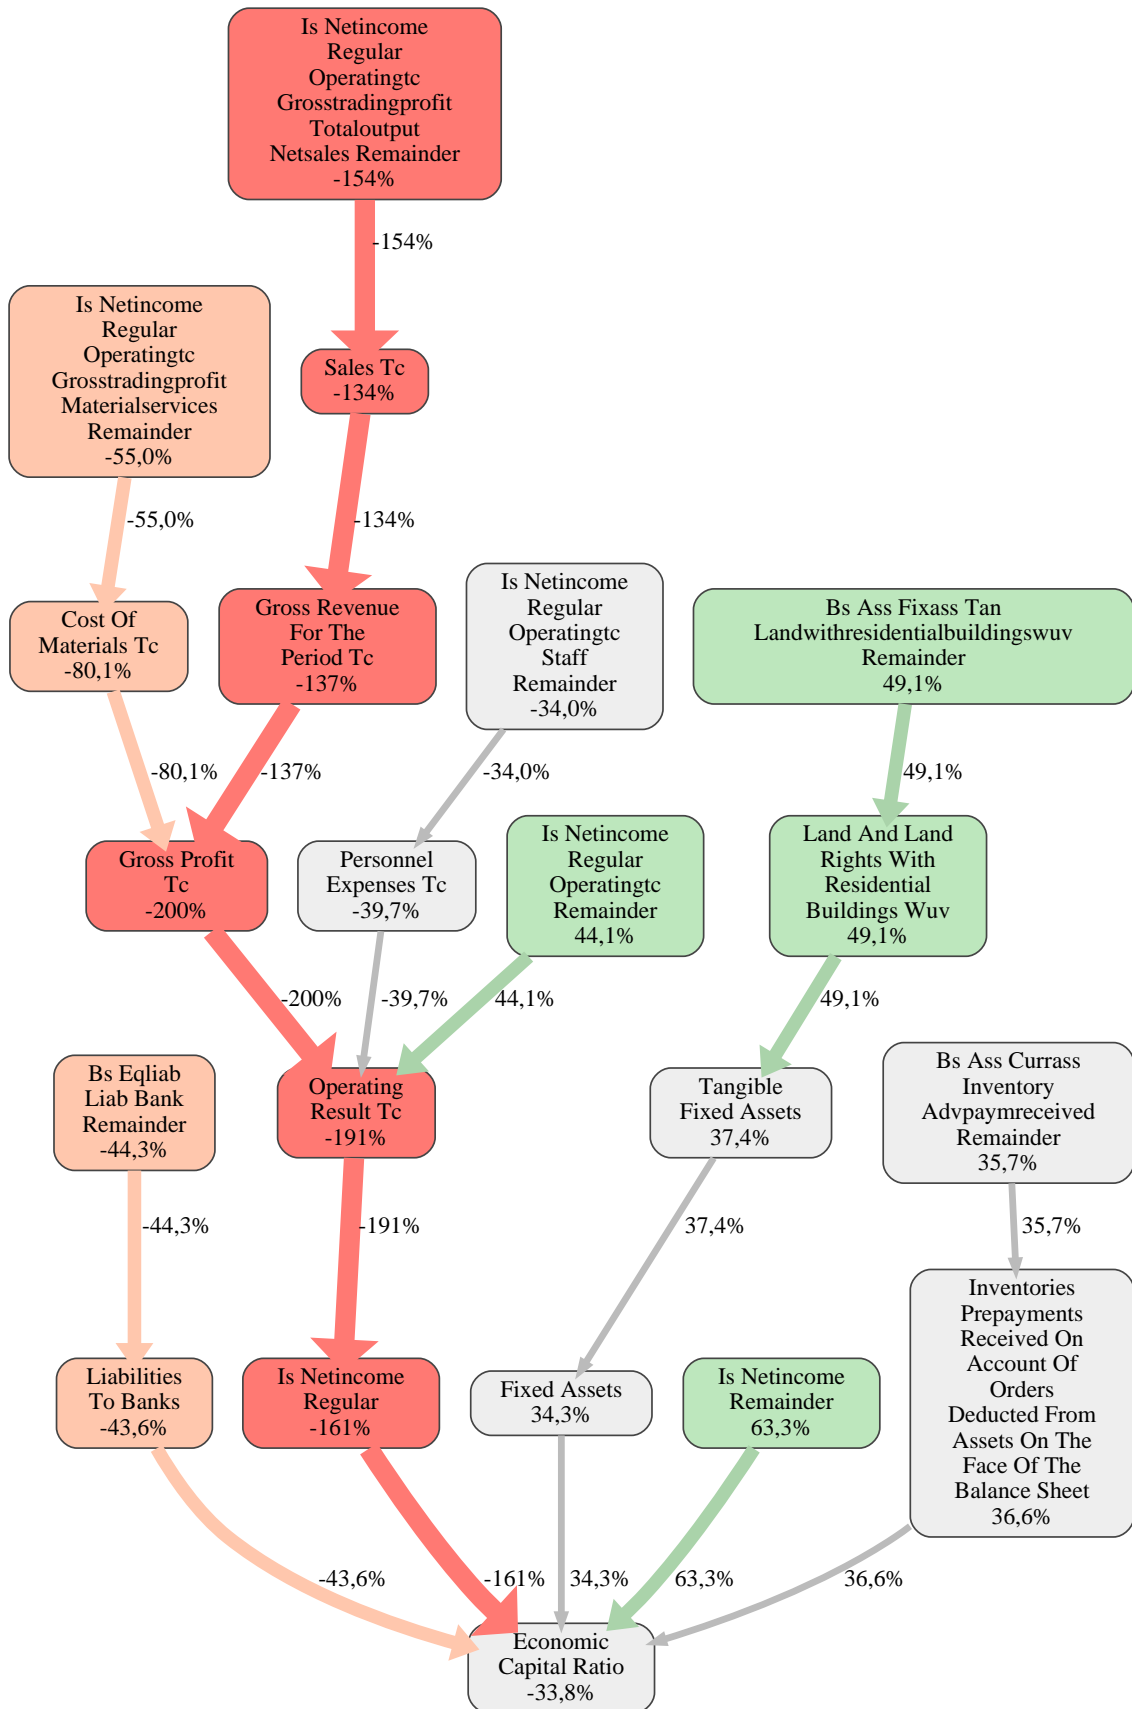 Is Netincome
Regular
Operatingtc
Grosstradingprofit
Totaloutput
Netsales Remainder
-154%
-154%
Is Netincome
Regular
Operatingtc
Grosstradingprofit
Materialservices
Remainder
-55,0%
Sales Tc
-134%
-55,0%
-134%
Cost Of
Materials Tc
-80,1%
Gross Revenue
For The
Period Tc
-137%
Is Netincome
Regular
Operatingtc
Staff
Remainder
-34,0%
Bs Ass Fixass Tan
Landwithresidentialbuildingswuv
Remainder
49,1%
-80,1%
-137%
-34,0%
49,1%
Gross Profit
Tc
-200%
Personnel
Expenses Tc
-39,7%
Is Netincome
Regular
Operatingtc
Remainder
44,1%
Land And Land
Rights With
Residential
Buildings Wuv
49,1%
-200%
-39,7%
44,1%
49,1%
Bs Eqliab
Liab Bank
Remainder
-44,3%
Operating
Result Tc
-191%
Tangible
Fixed Assets
37,4%
Bs Ass Currass
Inventory
Advpaymreceived
Remainder
35,7%
-44,3%
-191%
37,4%
35,7%
Liabilities
To Banks
-43,6%
Is Netincome
Regular
-161%
Fixed Assets
34,3%
Is Netincome
Remainder
63,3%
Inventories
Prepayments
Received On
Account Of
Orders
Deducted From
Assets On The
Face Of The
Balance Sheet
36,6%
-43,6%
-161%
34,3%
63,3%
36,6%
Economic
Capital Ratio
-33,8%